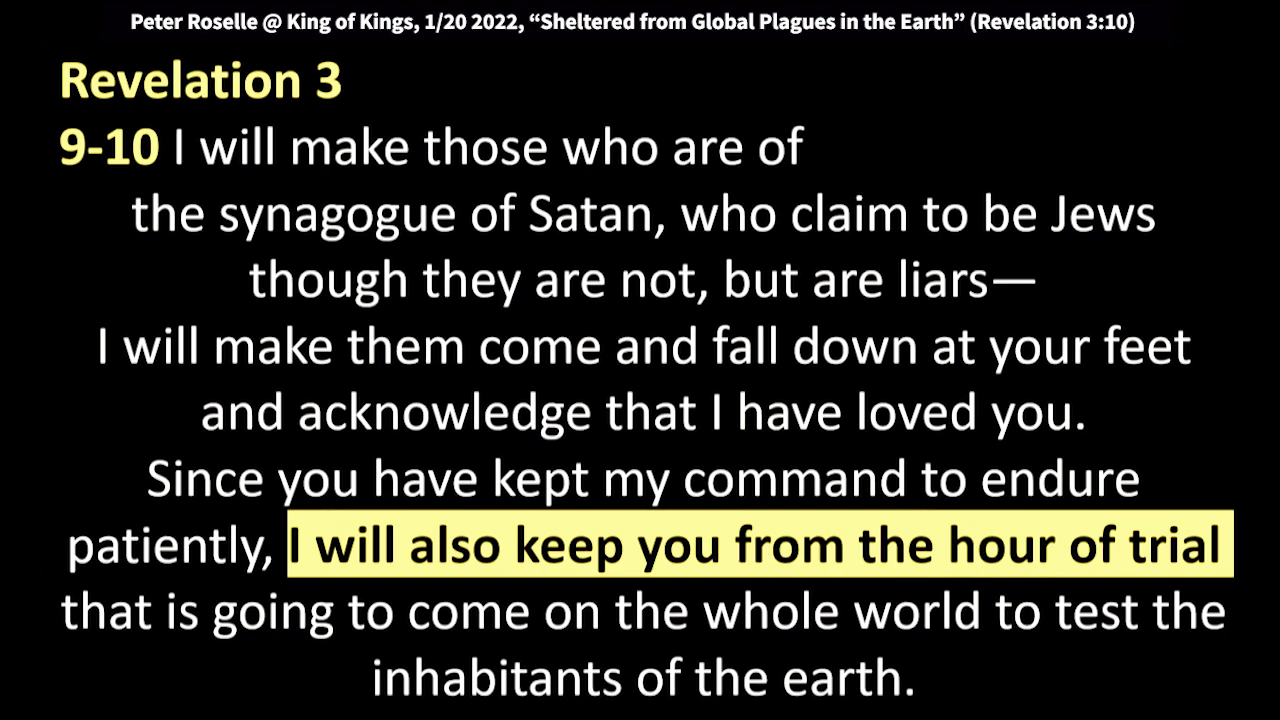 Peter Roselle @ King of Kings, 1/20 2022, “Sheltered from Global Plagues in the Earth” (Revelation 3:10)
Revelation 3
9-10 I will make those who are of
the synagogue of Satan, who claim to be Jews
though they are not, but are liars—
I will make them come and fall down at your feet
and acknowledge that I have loved you.
Since you have kept my command to endure
patiently, I will also keep you from the hour of trial
that is going to come on the whole world to test the
inhabitants of the earth.